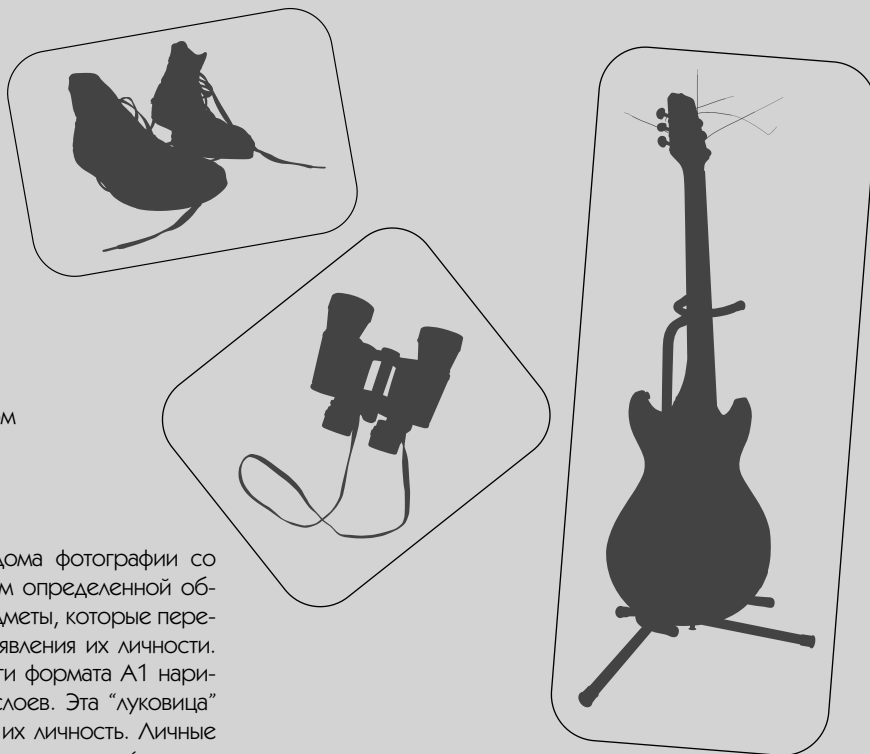 ом
дома фотографии со
м определенной об-
дметы, которые пере-
явления их личности.
ти формата А1 нари-
слоев. Эта “луковица”
их личность. Личные